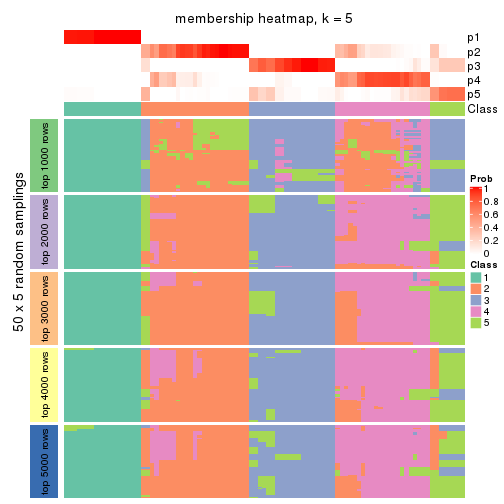 membership heatmap, k = 5
p1
p2
p3
p4
p5
Class
50 x 5 random samplings
top 1000 rows
top 2000 rows
top 3000 rows
top 4000 rows
top 5000 rows
Prob
1
0.8
0.6
0.4
0.2
0
Class
1
2
3
4
5